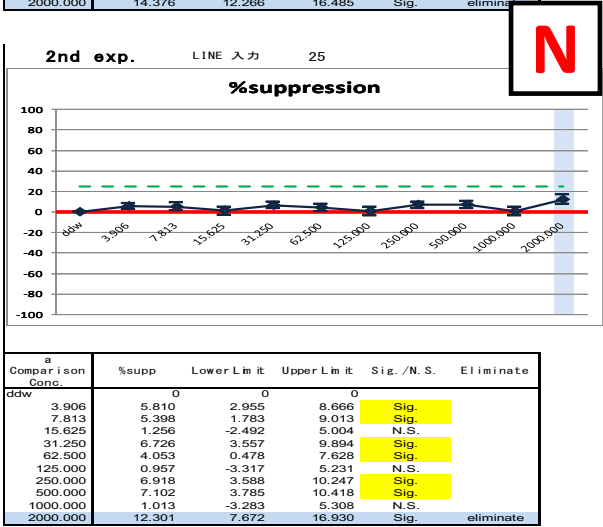 2000.000 14.376 12.266 16.485 Sig.
N
2nd exp. LINE 入力 25
%suppression
100
80
60
40
20
0
-20
-40
-60
-80
-100
ddw 3.906 7.813 15.625 31.250 62.500 125.000 250.000 500.000 1000.000 2000.000
a
Comparison Conc. %supp Lower Limit Upper Limit Sig./N.S. Eliminate
ddw 0 0 0
3.906 5.810 2.955 8.666 Sig.
7.813 5.398 1.783 9.013 Sig.
15.625 1.256 -2.492 5.004 N.S.
31.250 6.726 3.557 9.894 Sig.
62.500 4.053 0.478 7.628 Sig.
125.000 0.957 -3.317 5.231 N.S.
250.000 6.918 3.588 10.247 Sig.
500.000 7.102 3.785 10.418 Sig.
1000.000 1.013 -3.283 5.308 N.S.
2000.000 12.301 7.672 16.930 Sig. eliminate